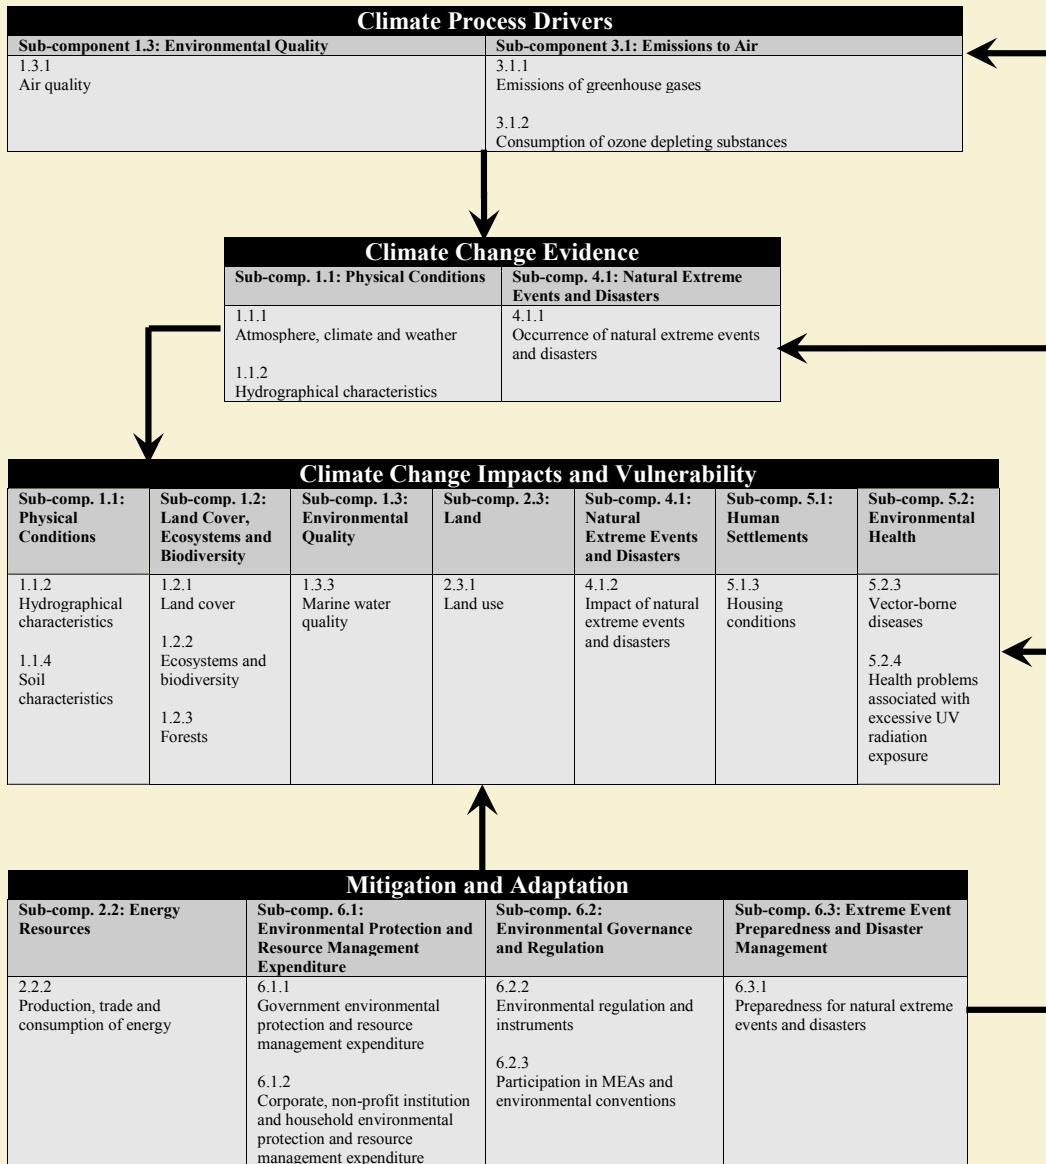 Climate Process Drivers
Sub-component 1.3: Environmental Quality
1.3.1
Air quality
Sub-component 3.1: Emissions to Air
3.1.1
Emissions of greenhouse gases
3.1.2
Consumption of ozone depleting substances
Climate Change Evidence
Sub-comp. 1.1: Physical Conditions
1.1.1
Atmosphere, climate and weather
1.1.2
Hydrographical characteristics
Sub-comp. 4.1: Natural Extreme
Events and Disasters
4.1.1
Occurrence of natural extreme events
and disasters
Climate Change Impacts and Vulnerability
Sub-comp. 1.1:
Physical
Conditions
1.1.2
Hydrographical
characteristics
1.1.4
Soil
characteristics
Sub-comp. 1.2:
Land Cover,
Ecosystems and
Biodiversity
1.2.1
Land cover
1.2.2
Ecosystems and
biodiversity
1.2.3
Forests
Sub-comp. 1.3:
Environmental
Quality
1.3.3
Marine water
quality
Sub-comp. 2.3:
Land
2.3.1
Land use
Sub-comp. 4.1:
Natural
Extreme Events
and Disasters
4.1.2
Impact of natural
extreme events
and disasters
Sub-comp. 5.1:
Human
Settlements
5.1.3
Housing
conditions
Sub-comp. 5.2:
Environmental
Health
5.2.3
Vector-borne
diseases
5.2.4
Health problems
associated with
excessive UV
radiation
exposure
Mitigation and Adaptation
Sub-comp. 2.2: Energy
Resources
2.2.2
Production, trade and
consumption of energy
Sub-comp. 6.1:
Environmental Protection and
Resource Management
Expenditure
6.1.1
Government environmental
protection and resource
management expenditure
6.1.2
Corporate, non-profit institution
and household environmental
protection and resource
management expenditure
Sub-comp. 6.2:
Environmental Governance
and Regulation
6.2.2
Environmental regulation and
instruments
6.2.3
Participation in MEAs and
environmental conventions
Sub-comp. 6.3: Extreme Event
Preparedness and Disaster
Management
6.3.1
Preparedness for natural extreme
events and disasters